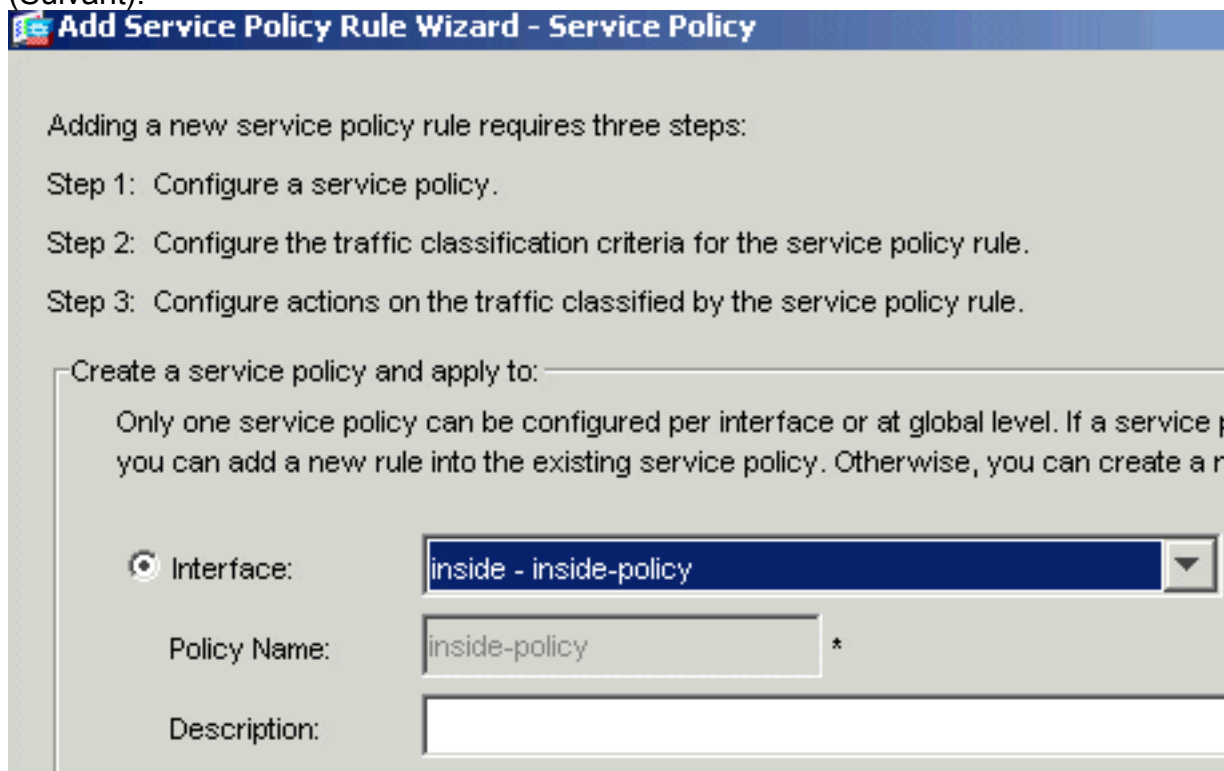 (Suivant).
Add Service Policy Rule Wizard - Service Policy
Adding a new service policy rule requires three steps:
Step 1: Configure a service policy.
Step 2: Configure the traffic classification criteria for the service policy rule.
Step 3: Configure actions on the traffic classified by the service policy rule.
Create a service policy and apply to:
Only one service policy can be configured per interface or at global level. If a service
you can add a new rule into the existing service policy. Otherwise, you can create a
Interface: inside - inside-policy
Policy Name: inside-policy *
Description: